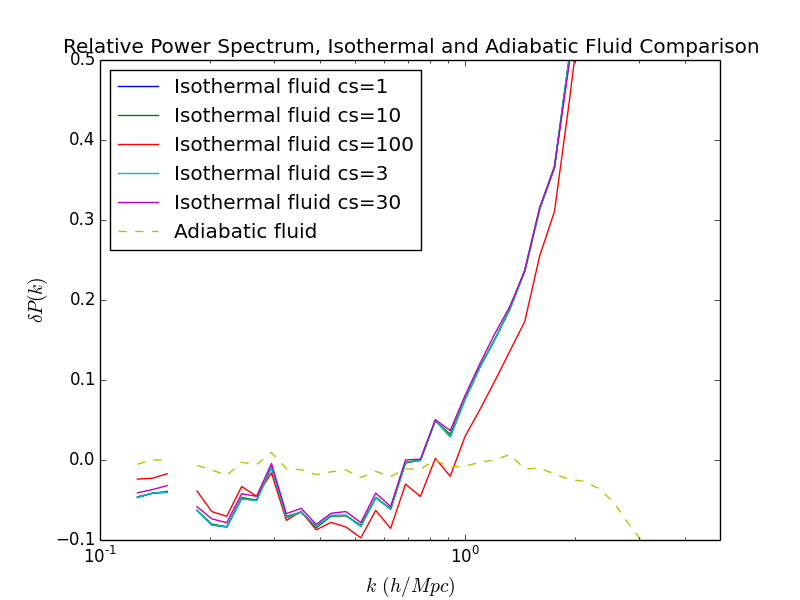 Relative Power Spectrum, Isothermal and Adiabatic Fluid Comparison
0.5
0.4
0.3
0.2
0.1
0.0
−0.1
δP(k)
Isothermal fluid cs=1
Isothermal fluid cs=10
Isothermal fluid cs=100
Isothermal fluid cs=3
Isothermal fluid cs=30
Adiabatic fluid
10⁻¹
10⁰
k (h/Mpc)